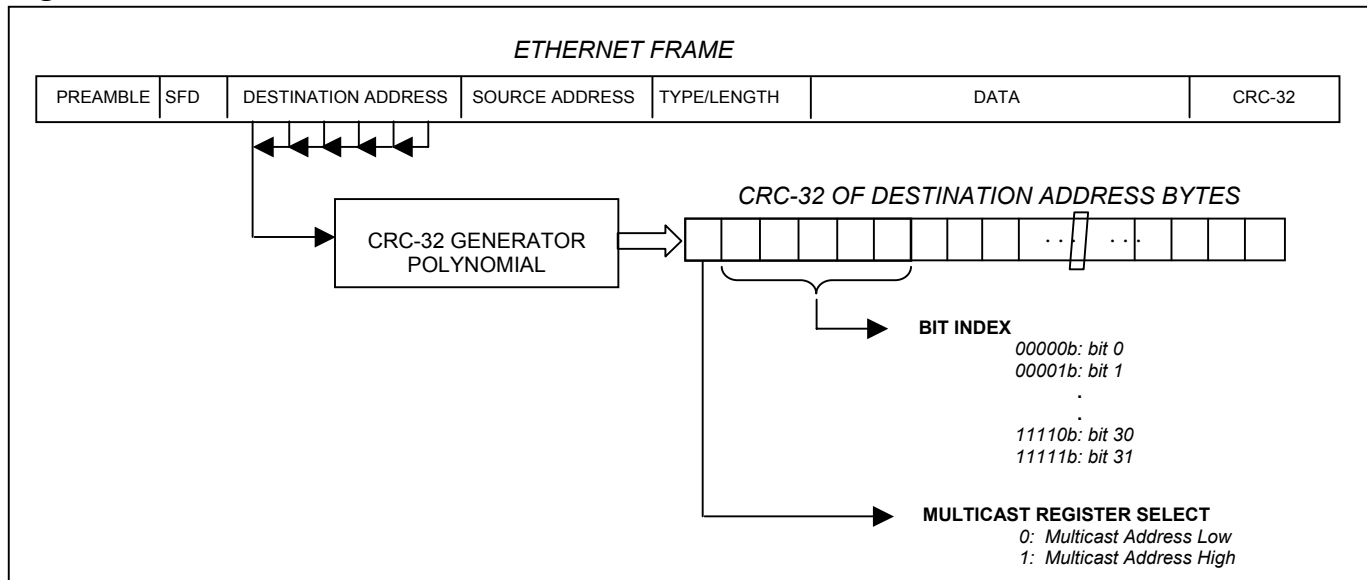 ETHERNET FRAME
PREAMBLE SFD DESTINATION ADDRESS SOURCE ADDRESS TYPE/LENGTH DATA CRC-32
CRC-32 OF DESTINATION ADDRESS BYTES
CRC-32 GENERATOR
POLYNOMIAL
. . . . . .
BIT INDEX
00000b: bit 0
00001b: bit 1
.
.
11110b: bit 30
11111b: bit 31
MULTICAST REGISTER SELECT
0: Multicast Address Low
1: Multicast Address High